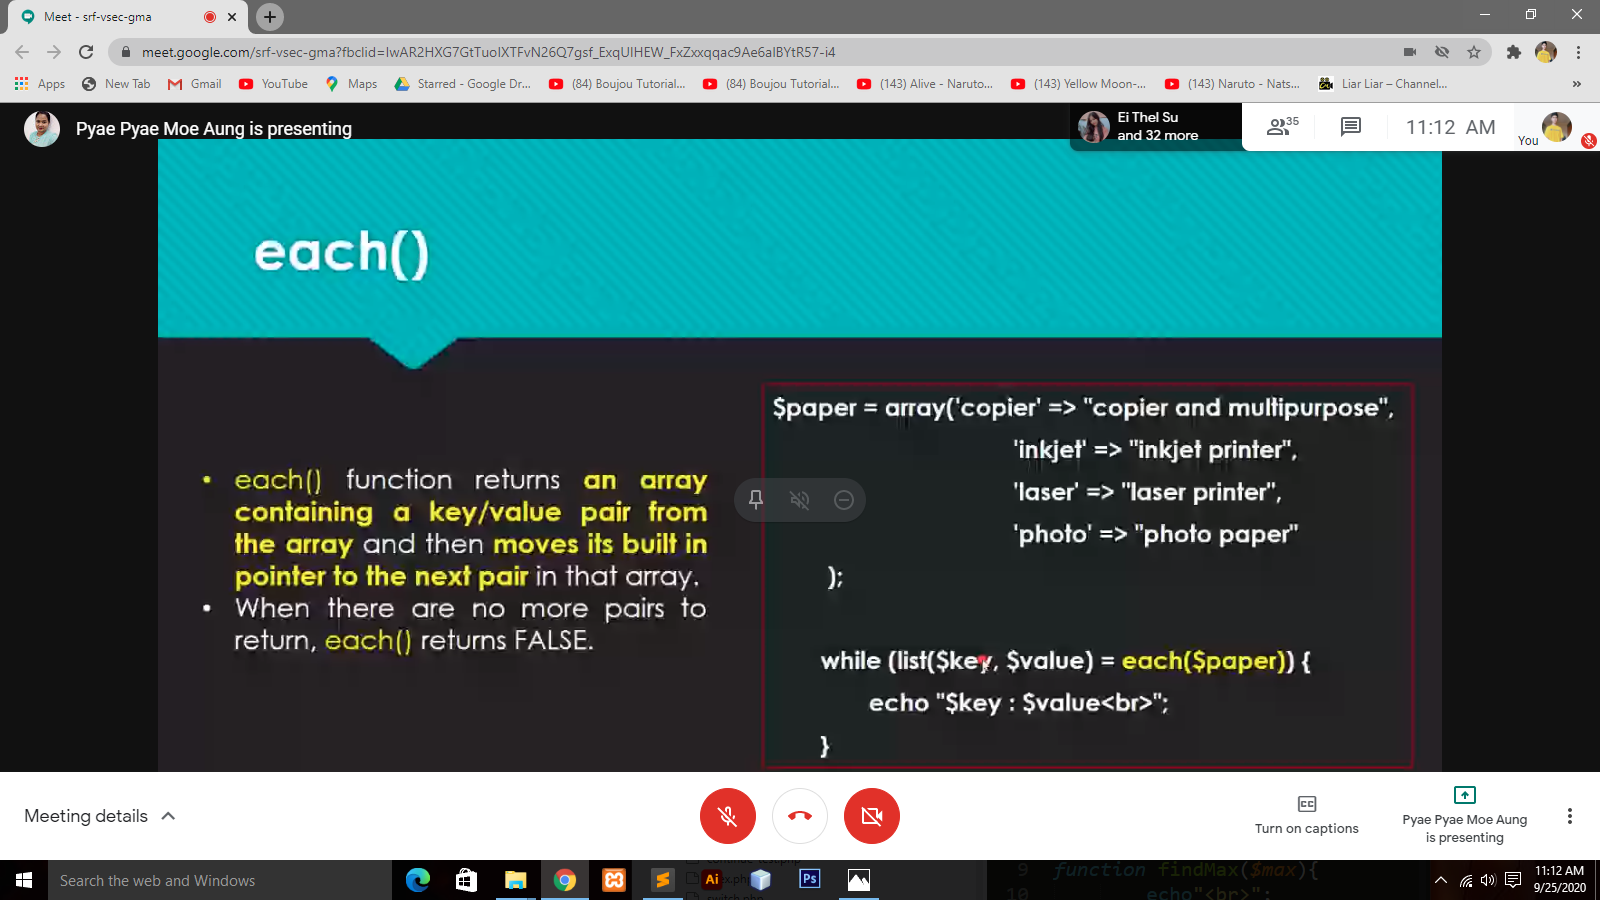 Meet - srf-vsec-gma
meet.google.com/srf-vsec-gma?fbclid=IwAR2HXG7GtTuolXTFvN26Q7gsf_ExqUIHEW_FxZxxqqac9Ae6alBYtR57-i4
Apps New Tab Gmail YouTube Maps Starred - Google Dr... (84) Boujou Tutorial... (84) Boujou Tutorial... (143) Alive - Naruto... (143) Yellow Moon-... (143) Naruto - Nats... Liar Liar – Channel... »
Pyae Pyae Moe Aung is presenting
Ei Thel Su
and 32 more
35
11:12 AM
You
each()
• each() function returns an array
containing a key/value pair from
the array and then moves its built in
pointer to the next pair in that array.
• When there are no more pairs to
return, each() returns FALSE.
$paper = array('copier' => "copier and multipurpose",
'inkjet' => "inkjet printer",
'laser' => "laser printer",
'photo' => "photo paper"
);
while (list($key, $value) = each($paper)) {
echo "$key : $value<br>";
}
Meeting details
CC
Turn on captions
Pyae Pyae Moe Aung
is presenting
Search the web and Windows
Ai
Ps
9 function findMax($max){
10 echo"<br>";
11:12 AM
9/25/2020